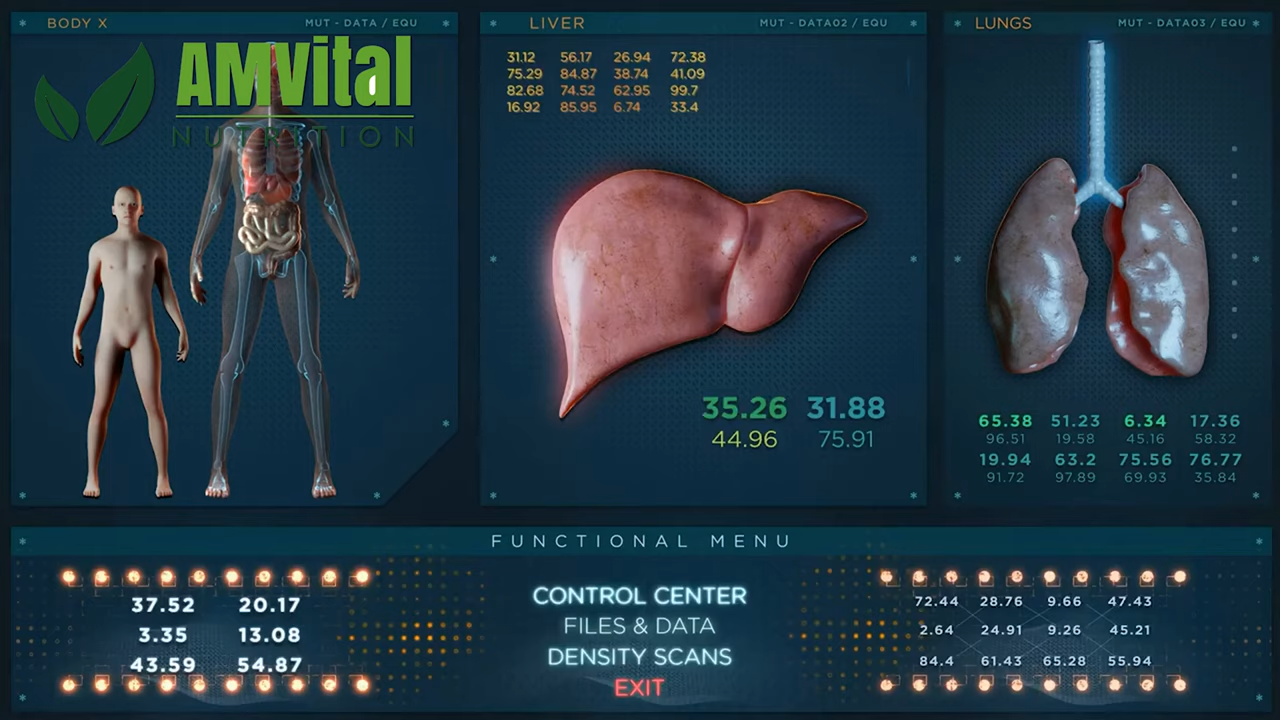 BODY X
MUT - DATA / EQU
AMVital
NUTRITION
LIVER
MUT - DATA02 / EQU
31.12 56.17 26.94 72.38
75.29 84.87 38.74 41.09
82.68 74.52 62.95 99.7
16.92 85.95 6.74 33.4
35.26 31.88
44.96 75.91
LUNGS
MUT - DATA03 / EQU
65.38 51.23 6.34 17.36
96.51 19.58 45.16 58.32
19.94 63.2 75.56 76.77
91.72 97.89 69.93 35.84
FUNCTIONAL MENU
37.52 20.17
3.35 13.08
43.59 54.87
CONTROL CENTER
FILES & DATA
DENSITY SCANS
EXIT
72.44 28.76 9.66 47.43
2.64 24.91 9.26 45.21
84.4 61.43 65.28 55.94